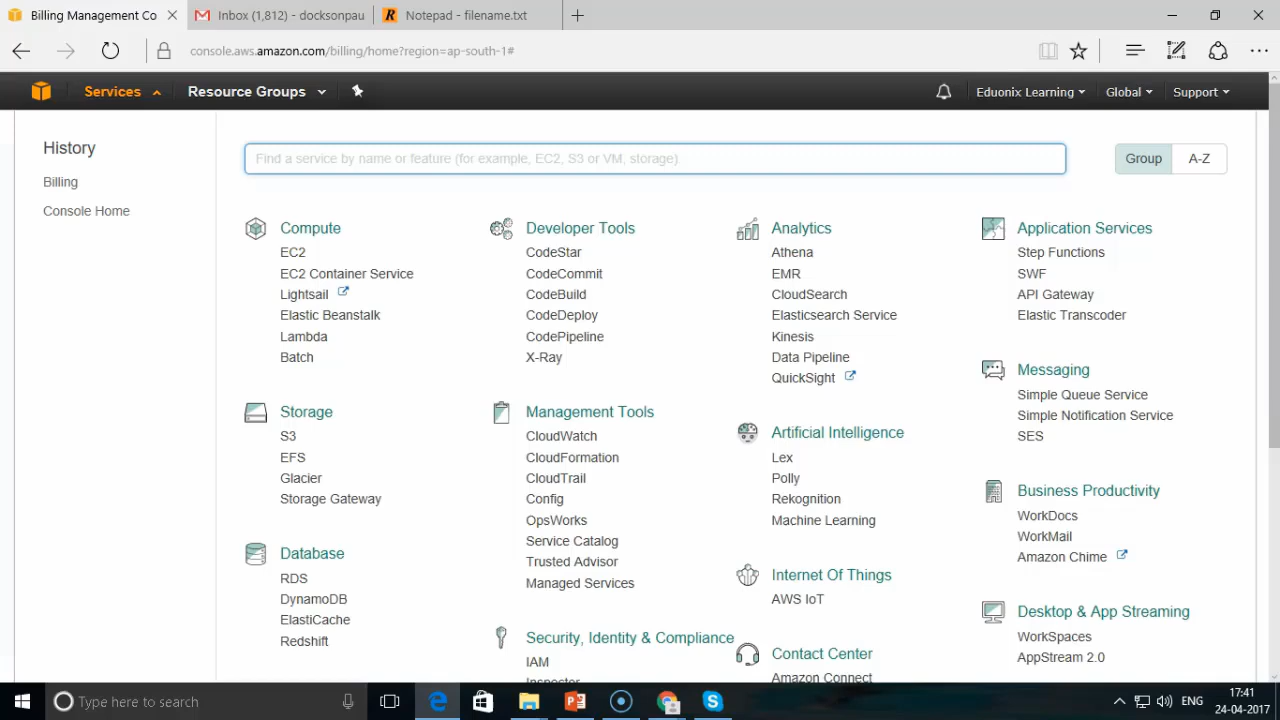 Billing Management Co
Inbox (1,812) - docksonpau
Notepad - filename.txt
console.aws.amazon.com/billing/home?region=ap-south-1#
Services
Resource Groups
Eduonix Learning
Global
Support
History
Billing
Console Home
Find a service by name or feature (for example, EC2, S3 or VM, storage)
Group
A-Z
Compute
EC2
EC2 Container Service
Lightsail
Elastic Beanstalk
Lambda
Batch
Storage
S3
EFS
Glacier
Storage Gateway
Database
RDS
DynamoDB
ElastiCache
Redshift
Developer Tools
CodeStar
CodeCommit
CodeBuild
CodeDeploy
CodePipeline
X-Ray
Management Tools
CloudWatch
CloudFormation
CloudTrail
Config
OpsWorks
Service Catalog
Trusted Advisor
Managed Services
Security, Identity & Compliance
IAM
Inspector
Analytics
Athena
EMR
CloudSearch
Elasticsearch Service
Kinesis
Data Pipeline
QuickSight
Artificial Intelligence
Lex
Polly
Rekognition
Machine Learning
Internet Of Things
AWS IoT
Contact Center
Amazon Connect
Application Services
Step Functions
SWF
API Gateway
Elastic Transcoder
Messaging
Simple Queue Service
Simple Notification Service
SES
Business Productivity
WorkDocs
WorkMail
Amazon Chime
Desktop & App Streaming
WorkSpaces
AppStream 2.0
Type here to search
ENG
17:41
24-04-2017